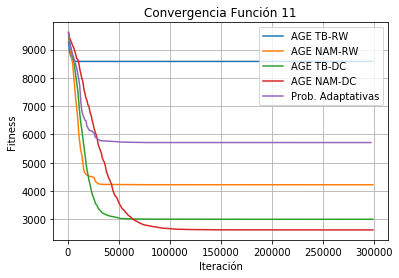 Convergencia Función 11
Fitness
9000
8000
7000
6000
5000
4000
3000
AGE TB-RW
AGE NAM-RW
AGE TB-DC
AGE NAM-DC
Prob. Adaptativas
0 50000 100000 150000 200000 250000 300000
Iteración